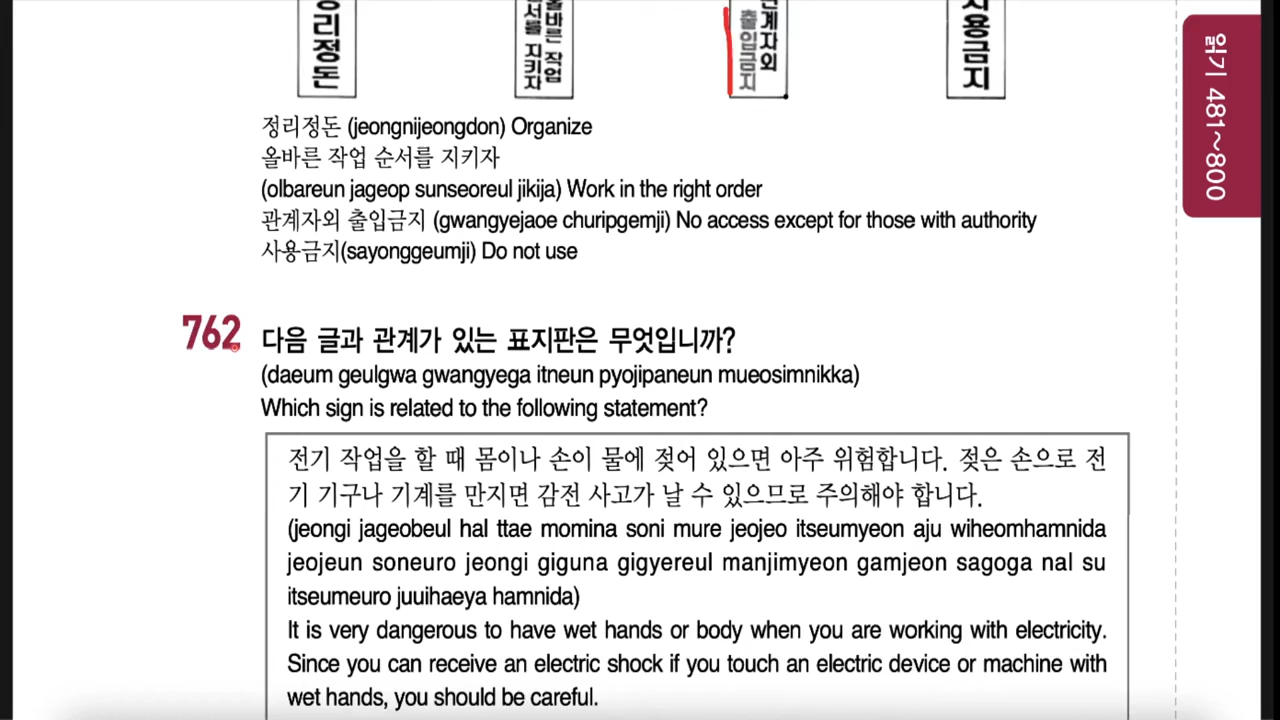 리정돈
올바른 작업
서를 지키자
관계자외
출입금지
사용금지
읽기 481~800
정리정돈 (jeongnijeongdon) Organize
올바른 작업 순서를 지키자
(olbareun jageop sunseoreul jikija) Work in the right order
관계자외 출입금지 (gwangyejaoe churipgemji) No access except for those with authority
사용금지(sayonggeumji) Do not use
762 다음 글과 관계가 있는 표지판은 무엇입니까?
(daeum geulgwa gwangyega itneun pyojipaneun mueosimnikka)
Which sign is related to the following statement?
전기 작업을 할 때 몸이나 손이 물에 젖어 있으면 아주 위험합니다. 젖은 손으로 전
기 기구나 기계를 만지면 감전 사고가 날 수 있으므로 주의해야 합니다.
(jeongi jageobeul hal ttae momina soni mure jeojeo itseumyeon aju wiheomhamnida
jeojeun soneuro jeongi giguna gigyereul manjimyeon gamjeon sagoga nal su
itseumeuro juuihaeya hamnida)
It is very dangerous to have wet hands or body when you are working with electricity.
Since you can receive an electric shock if you touch an electric device or machine with
wet hands, you should be careful.